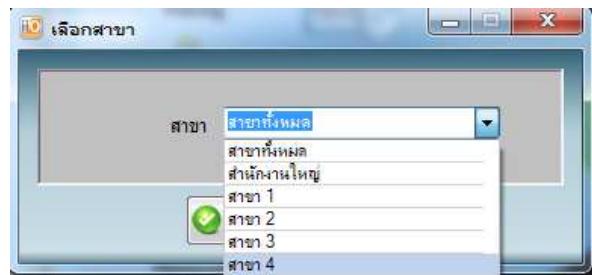 เลือกสาขา
สาขา สาขาทั้งหมด
สาขาทั้งหมด
สำนักงานใหญ่
สาขา 1
สาขา 2
สาขา 3
สาขา 4